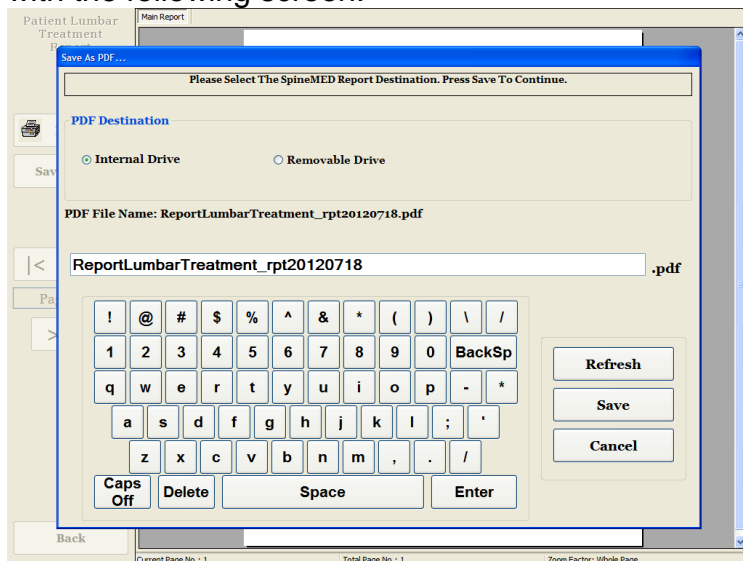 with the following screen:
Patient Lumbar
Treatment
Main Report
Save As PDF...
Please Select The SpineMED Report Destination. Press Save To Continue.
PDF Destination
Internal Drive
Removable Drive
Sav
PDF File Name: ReportLumbarTreatment_rpt20120718.pdf
|<
ReportLumbarTreatment_rpt20120718
.pdf
Pa
>
! @ # $ % ^ & * ( ) \ /
1 2 3 4 5 6 7 8 9 0 BackSp
q w e r t y u i o p - *
a s d f g h j k l ; '
z x c v b n m , . /
Caps Off
Delete
Space
Enter
Refresh
Save
Cancel
Back
Current Page No.: 1
Total Page No.: 1
Zoom Factor: Whole Page